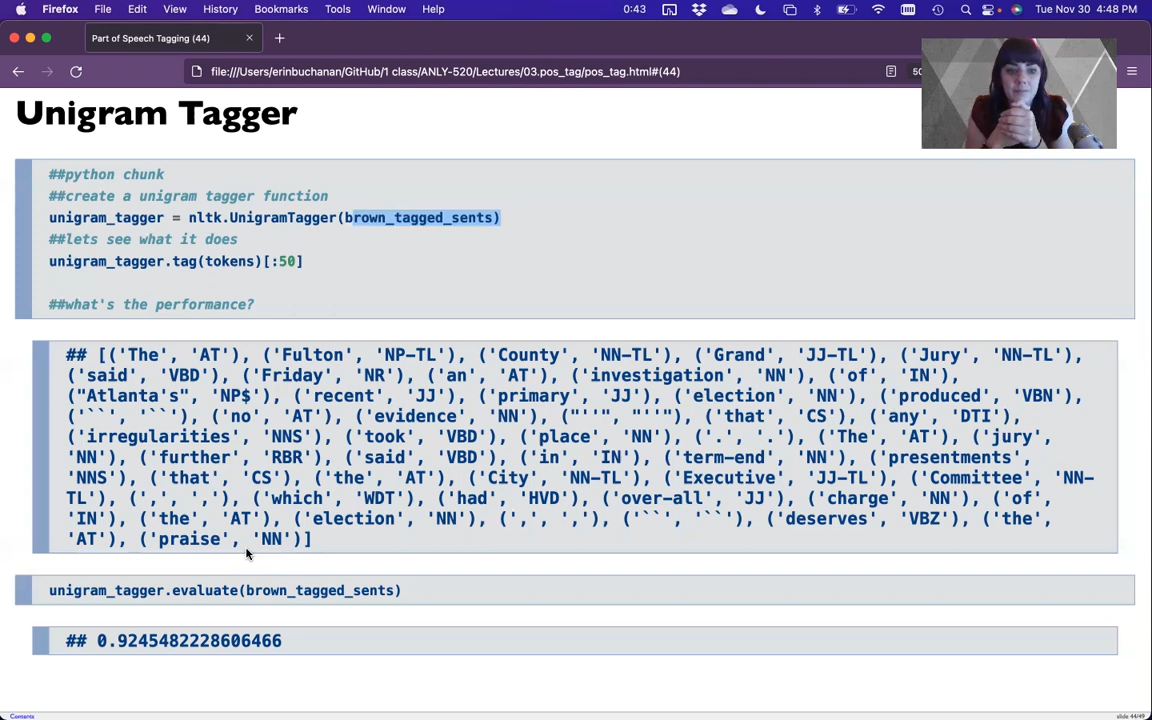 Firefox File Edit View History Bookmarks Tools Window Help 0:43 Tue Nov 30 4:48 PM
Part of Speech Tagging (44)
file:///Users/erinbuchanan/GitHub/1 class/ANLY-520/Lectures/03.pos_tag/pos_tag.html#(44) 50
Unigram Tagger
##python chunk
##create a unigram tagger function
unigram_tagger = nltk.UnigramTagger(brown_tagged_sents)
##lets see what it does
unigram_tagger.tag(tokens)[:50]
##what's the performance?
## [('The', 'AT'), ('Fulton', 'NP-TL'), ('County', 'NN-TL'), ('Grand', 'JJ-TL'), ('Jury', 'NN-TL'),
('said', 'VBD'), ('Friday', 'NR'), ('an', 'AT'), ('investigation', 'NN'), ('of', 'IN'),
("Atlanta's", 'NP$'), ('recent', 'JJ'), ('primary', 'JJ'), ('election', 'NN'), ('produced', 'VBN'),
('``', '``'), ('no', 'AT'), ('evidence', 'NN'), ("''", "''"), ('that', 'CS'), ('any', 'DTI'),
('irregularities', 'NNS'), ('took', 'VBD'), ('place', 'NN'), ('.', '.'), ('The', 'AT'), ('jury',
'NN'), ('further', 'RBR'), ('said', 'VBD'), ('in', 'IN'), ('term-end', 'NN'), ('presentments',
'NNS'), ('that', 'CS'), ('the', 'AT'), ('City', 'NN-TL'), ('Executive', 'JJ-TL'), ('Committee', 'NN-
TL'), (',', ','), ('which', 'WDT'), ('had', 'HVD'), ('over-all', 'JJ'), ('charge', 'NN'), ('of',
'IN'), ('the', 'AT'), ('election', 'NN'), (',', ','), ('``', '``'), ('deserves', 'VBZ'), ('the',
'AT'), ('praise', 'NN')]
unigram_tagger.evaluate(brown_tagged_sents)
## 0.9245482228606466
Contents slide 44/49